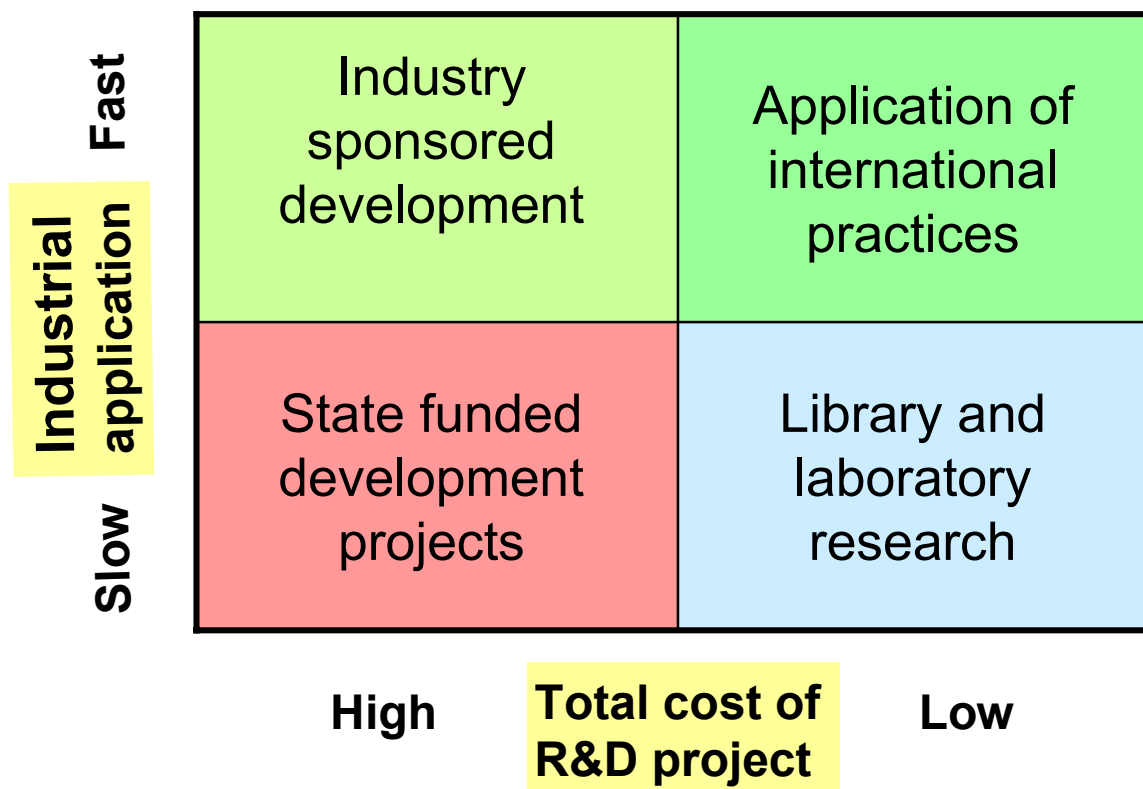 Fast
Industrial
application
Slow
Industry
sponsored
development
Application of
international
practices
State funded
development
projects
Library and
laboratory
research
High
Total cost of
R&D project
Low